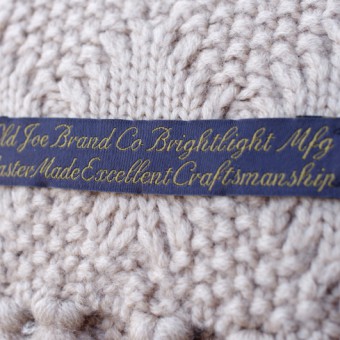 Old Joe Brand Co Brightlight Mfg
Master Made Excellent Craftsmanship